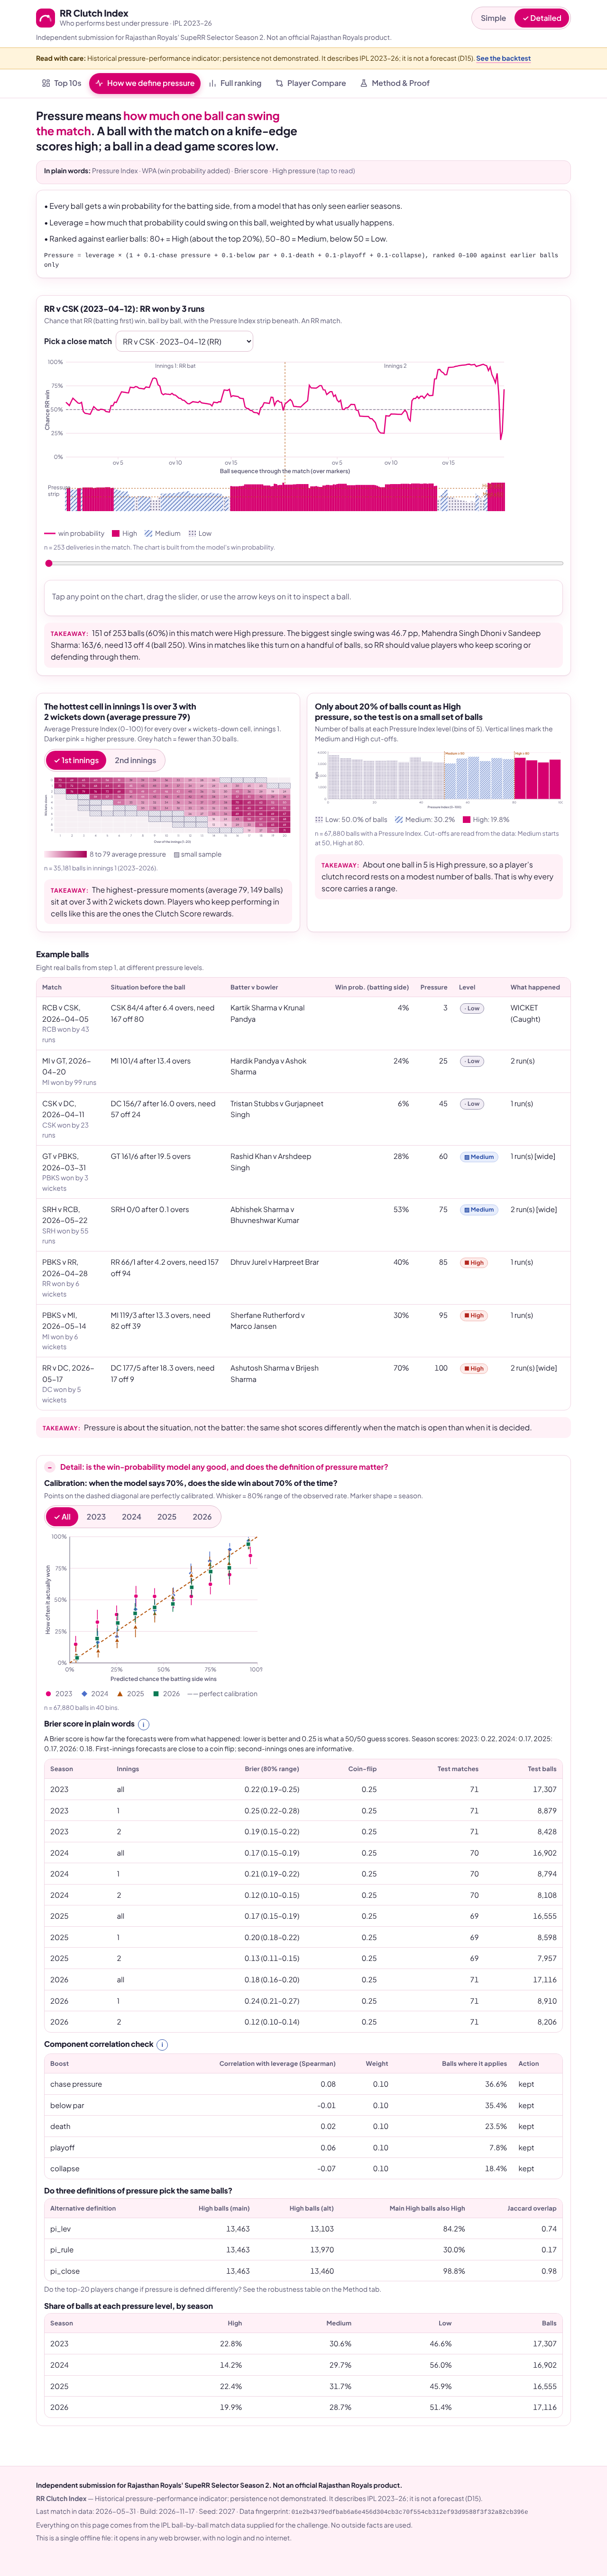 RR Clutch Index
Who performs best under pressure · IPL 2023–26
Simple ✓ Detailed
Independent submission for Rajasthan Royals' SupeRR Selector Season 2. Not an official Rajasthan Royals product.
Read with care: Historical pressure-performance indicator; persistence not demonstrated. It describes IPL 2023-26; it is not a forecast (D15). See the backtest
Top 10s How we define pressure Full ranking Player Compare Method & Proof
Pressure means how much one ball can swing
the match. A ball with the match on a knife-edge
scores high; a ball in a dead game scores low.
In plain words: Pressure Index · WPA (win probability added) · Brier score · High pressure (tap to read)
• Every ball gets a win probability for the batting side, from a model that has only seen earlier seasons.
• Leverage = how much that probability could swing on this ball, weighted by what usually happens.
• Ranked against earlier balls: 80+ = High (about the top 20%), 50–80 = Medium, below 50 = Low.
Pressure = leverage × (1 + 0.1·chase pressure + 0.1·below par + 0.1·death + 0.1·playoff + 0.1·collapse), ranked 0–100 against earlier balls
only
RR v CSK (2023-04-12): RR won by 3 runs
Chance that RR (batting first) win, ball by ball, with the Pressure Index strip beneath. An RR match.
Pick a close match RR v CSK · 2023-04-12 (RR)
100%
75%
50%
25%
0%
Chance RR win
Innings 1: RR bat
Innings 2
ov 5 ov 10 ov 15 ov 5 ov 10 ov 15
Ball sequence through the match (over markers)
Pressure
strip
win probability High Medium Low
n = 253 deliveries in the match. The chart is built from the model's win probability.
Tap any point on the chart, drag the slider, or use the arrow keys on it to inspect a ball.
TAKEAWAY: 151 of 253 balls (60%) in this match were High pressure. The biggest single swing was 46.7 pp, Mahendra Singh Dhoni v Sandeep
Sharma: 163/6, need 13 off 4 (ball 250). Wins in matches like this turn on a handful of balls, so RR should value players who keep scoring or
defending through them.
The hottest cell in innings 1 is over 3 with
2 wickets down (average pressure 79)
Average Pressure Index (0–100) for every over × wickets-down cell, innings 1.
Darker pink = higher pressure. Grey hatch = fewer than 30 balls.
✓ 1st innings 2nd innings
8 to 79 average pressure small sample
n = 35,181 balls in innings 1 (2023–2026).
TAKEAWAY: The highest-pressure moments (average 79, 149 balls)
sit at over 3 with 2 wickets down. Players who keep performing in
cells like this are the ones the Clutch Score rewards.
Only about 20% of balls count as High
pressure, so the test is on a small set of balls
Number of balls at each Pressure Index level (bins of 5). Vertical lines mark the
Medium and High cut-offs.
Low: 50.0% of balls Medium: 30.2% High: 19.8%
n = 67,880 balls with a Pressure Index. Cut-offs are read from the data: Medium starts
at 50, High at 80.
TAKEAWAY: About one ball in 5 is High pressure, so a player's
clutch record rests on a modest number of balls. That is why every
score carries a range.
Example balls
Eight real balls from step 1, at different pressure levels.
Match Situation before the ball Batter v bowler Win prob. (batting side) Pressure Level What happened
RCB v CSK, 2026-04-05 RCB won by 43 runs CSK 84/4 after 6.4 overs, need 167 off 80 Kartik Sharma v Krunal Pandya 4% 3 · Low WICKET (Caught)
MI v GT, 2026-04-20 MI won by 99 runs MI 101/4 after 13.4 overs Hardik Pandya v Ashok Sharma 24% 25 · Low 2 run(s)
CSK v DC, 2026-04-11 CSK won by 23 runs DC 156/7 after 16.0 overs, need 57 off 24 Tristan Stubbs v Gurjapneet Singh 6% 45 · Low 1 run(s)
GT v PBKS, 2026-03-31 PBKS won by 3 wickets GT 161/6 after 19.5 overs Rashid Khan v Arshdeep Singh 28% 60 Medium 1 run(s) [wide]
SRH v RCB, 2026-05-22 SRH won by 55 runs SRH 0/0 after 0.1 overs Abhishek Sharma v Bhuvneshwar Kumar 53% 75 Medium 2 run(s) [wide]
PBKS v RR, 2026-04-28 RR won by 6 wickets RR 66/1 after 4.2 overs, need 157 off 94 Dhruv Jurel v Harpreet Brar 40% 85 High 1 run(s)
PBKS v MI, 2026-05-14 MI won by 6 wickets MI 119/3 after 13.3 overs, need 82 off 39 Sherfane Rutherford v Marco Jansen 30% 95 High 1 run(s)
RR v DC, 2026-05-17 DC won by 5 wickets DC 177/5 after 18.3 overs, need 17 off 9 Ashutosh Sharma v Brijesh Sharma 70% 100 High 2 run(s) [wide]
TAKEAWAY: Pressure is about the situation, not the batter: the same shot scores differently when the match is open than when it is decided.
– Detail: is the win-probability model any good, and does the definition of pressure matter?
Calibration: when the model says 70%, does the side win about 70% of the time?
Points on the dashed diagonal are perfectly calibrated. Whisker = 80% range of the observed rate. Marker shape = season.
✓ All 2023 2024 2025 2026
100%
75%
50%
25%
0%
How often it actually won
0% 25% 50% 75% 100%
Predicted chance the batting side wins
2023 2024 2025 2026 perfect calibration
n = 67,880 balls in 40 bins.
Brier score in plain words i
A Brier score is how far the forecasts were from what happened: lower is better and 0.25 is what a 50/50 guess scores. Season scores: 2023: 0.22, 2024: 0.17, 2025:
0.17, 2026: 0.18. First-innings forecasts are close to a coin flip; second-innings ones are informative.
Season Innings Brier (80% range) Coin-flip Test matches Test balls
2023 all 0.22 (0.19–0.25) 0.25 71 17,307
2023 1 0.25 (0.22–0.28) 0.25 71 8,879
2023 2 0.19 (0.15–0.22) 0.25 71 8,428
2024 all 0.17 (0.15–0.19) 0.25 70 16,902
2024 1 0.21 (0.19–0.22) 0.25 70 8,794
2024 2 0.12 (0.10–0.15) 0.25 70 8,108
2025 all 0.17 (0.15–0.19) 0.25 69 16,555
2025 1 0.20 (0.18–0.22) 0.25 69 8,598
2025 2 0.13 (0.11–0.15) 0.25 69 7,957
2026 all 0.18 (0.16–0.20) 0.25 71 17,116
2026 1 0.24 (0.21–0.27) 0.25 71 8,910
2026 2 0.12 (0.10–0.14) 0.25 71 8,206
Component correlation check i
Boost Correlation with leverage (Spearman) Weight Balls where it applies Action
chase pressure 0.08 0.10 36.6% kept
below par -0.01 0.10 35.4% kept
death 0.02 0.10 23.5% kept
playoff 0.06 0.10 7.8% kept
collapse -0.07 0.10 18.4% kept
Do three definitions of pressure pick the same balls?
Alternative definition High balls (main) High balls (alt) Main High balls also High Jaccard overlap
pi_lev 13,463 13,103 84.2% 0.74
pi_rule 13,463 13,970 30.0% 0.17
pi_close 13,463 13,460 98.8% 0.98
Do the top-20 players change if pressure is defined differently? See the robustness table on the Method tab.
Share of balls at each pressure level, by season
Season High Medium Low Balls
2023 22.8% 30.6% 46.6% 17,307
2024 14.2% 29.7% 56.0% 16,902
2025 22.4% 31.7% 45.9% 16,555
2026 19.9% 28.7% 51.4% 17,116
Independent submission for Rajasthan Royals' SupeRR Selector Season 2. Not an official Rajasthan Royals product.
RR Clutch Index — Historical pressure-performance indicator; persistence not demonstrated. It describes IPL 2023-26; it is not a forecast (D15).
Last match in data: 2026-05-31 · Build: 2026-11-17 · Seed: 2027 · Data fingerprint:
Everything on this page comes from the IPL ball-by-ball match data supplied for the challenge. No outside facts are used.
This is a single offline file: it opens in any web browser, with no login and no internet.